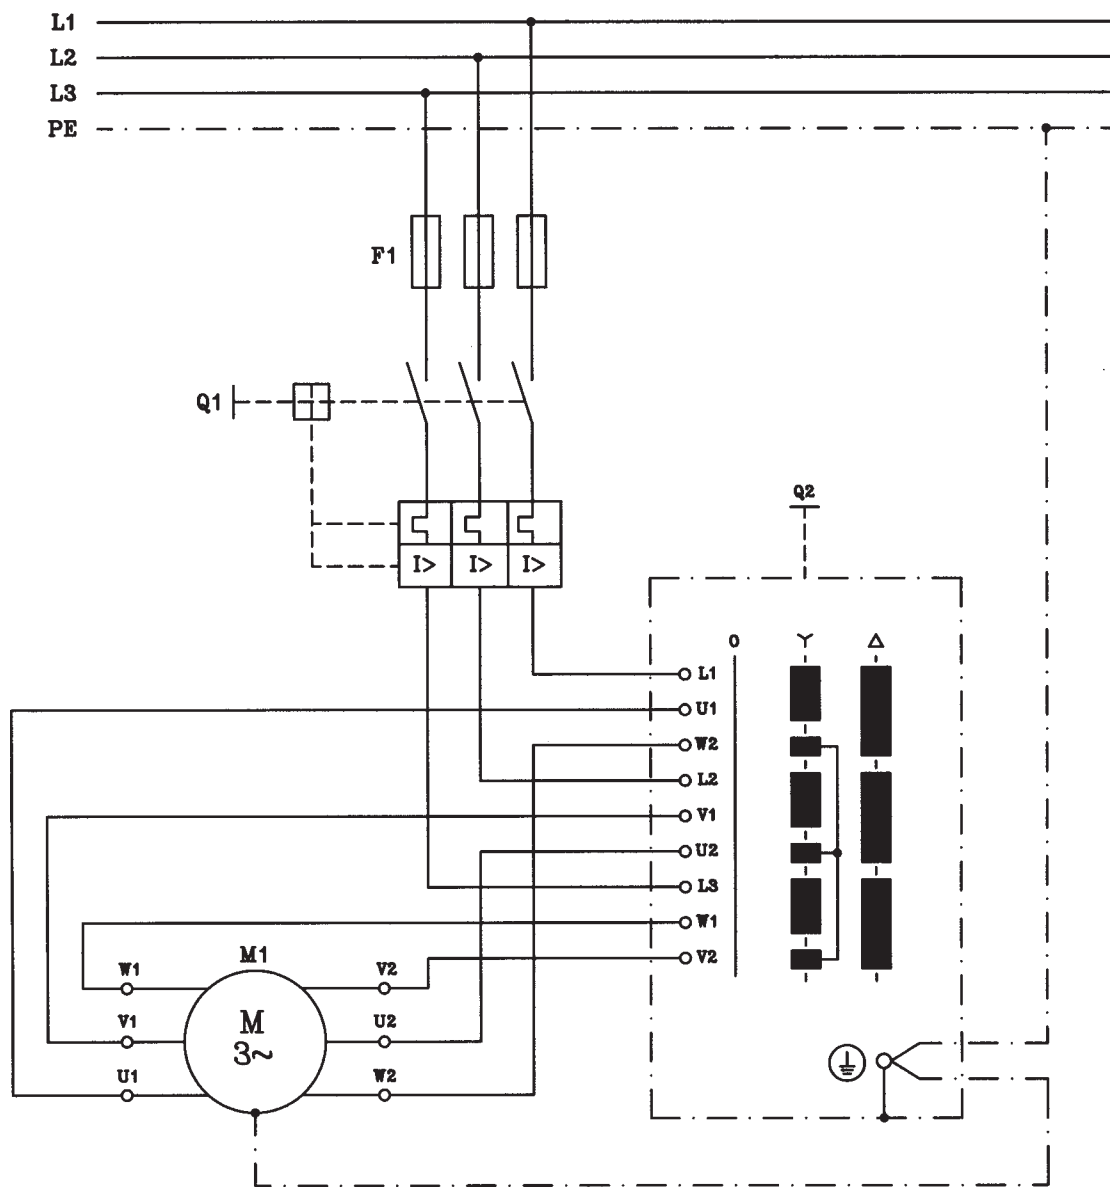 L1
L2
L3
PE
F1
Q1
Q2
I> I> I>
0 Y Δ
L1
U1
W2
L2
V1
U2
L3
W1
V2
M1
W1 V2
V1 M U2
3~
U1 W2